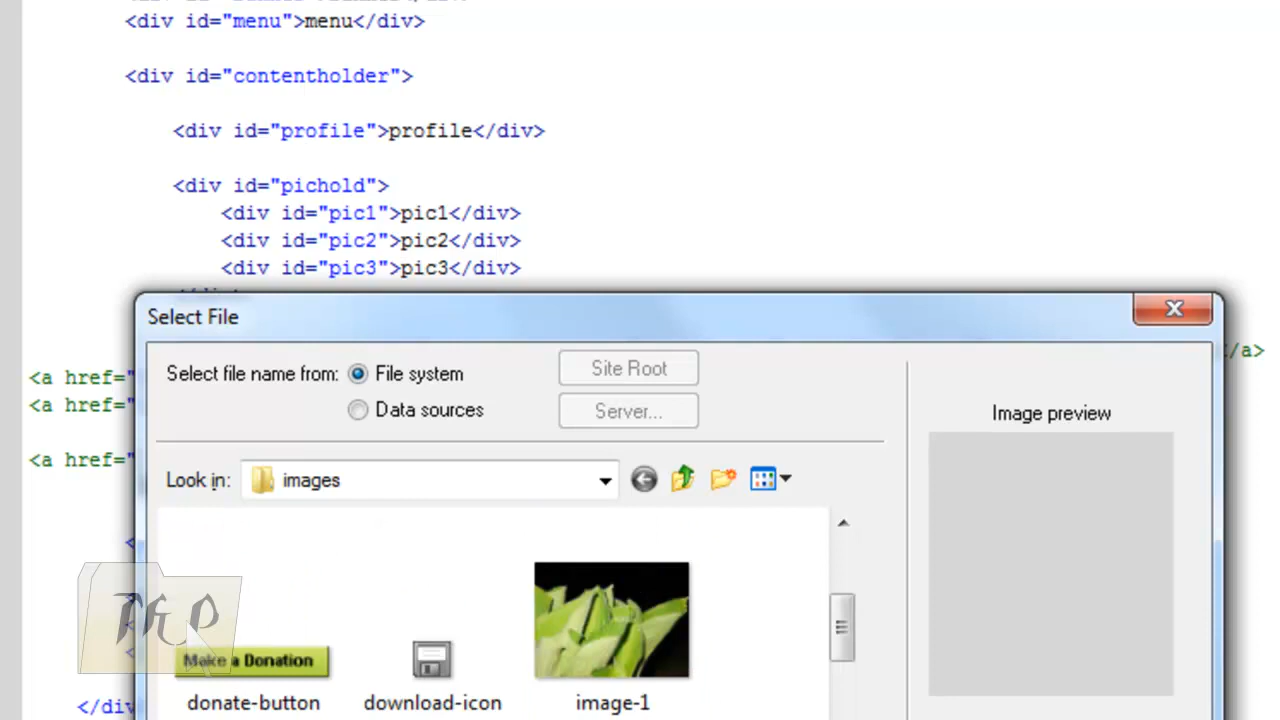 <div id="menu">menu</div>
<div id="contentholder">
<div id="profile">profile</div>
<div id="pichold">
<div id="pic1">pic1</div>
<div id="pic2">pic2</div>
<div id="pic3">pic3</div>
Select File
/a>
Select file name from: File system Site Root
<a href="
Data sources Server...
<a href="
Image preview
<a href="
Look in: images
Make a Donation
donate-button download-icon image-1
</div